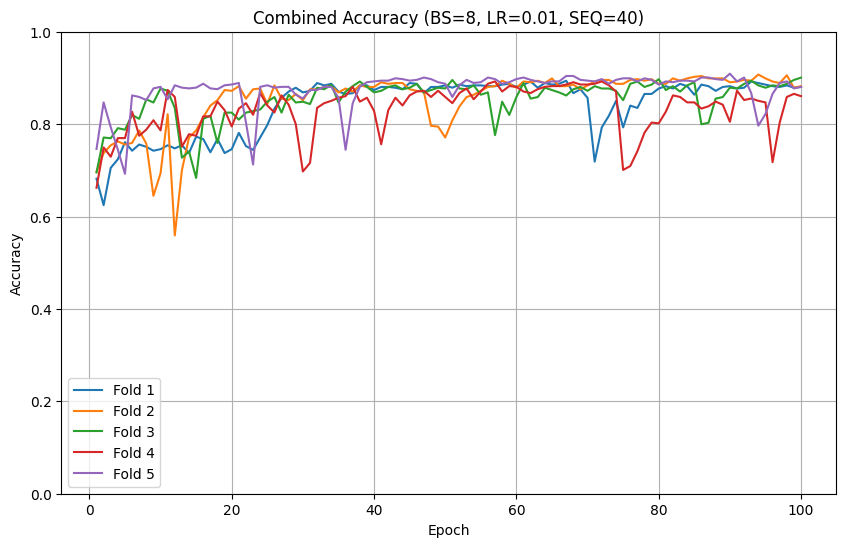 Combined Accuracy (BS=8, LR=0.01, SEQ=40)
1.0
0.8
0.6
0.4
0.2
0.0
Accuracy
Fold 1
Fold 2
Fold 3
Fold 4
Fold 5
0 20 40 60 80 100
Epoch